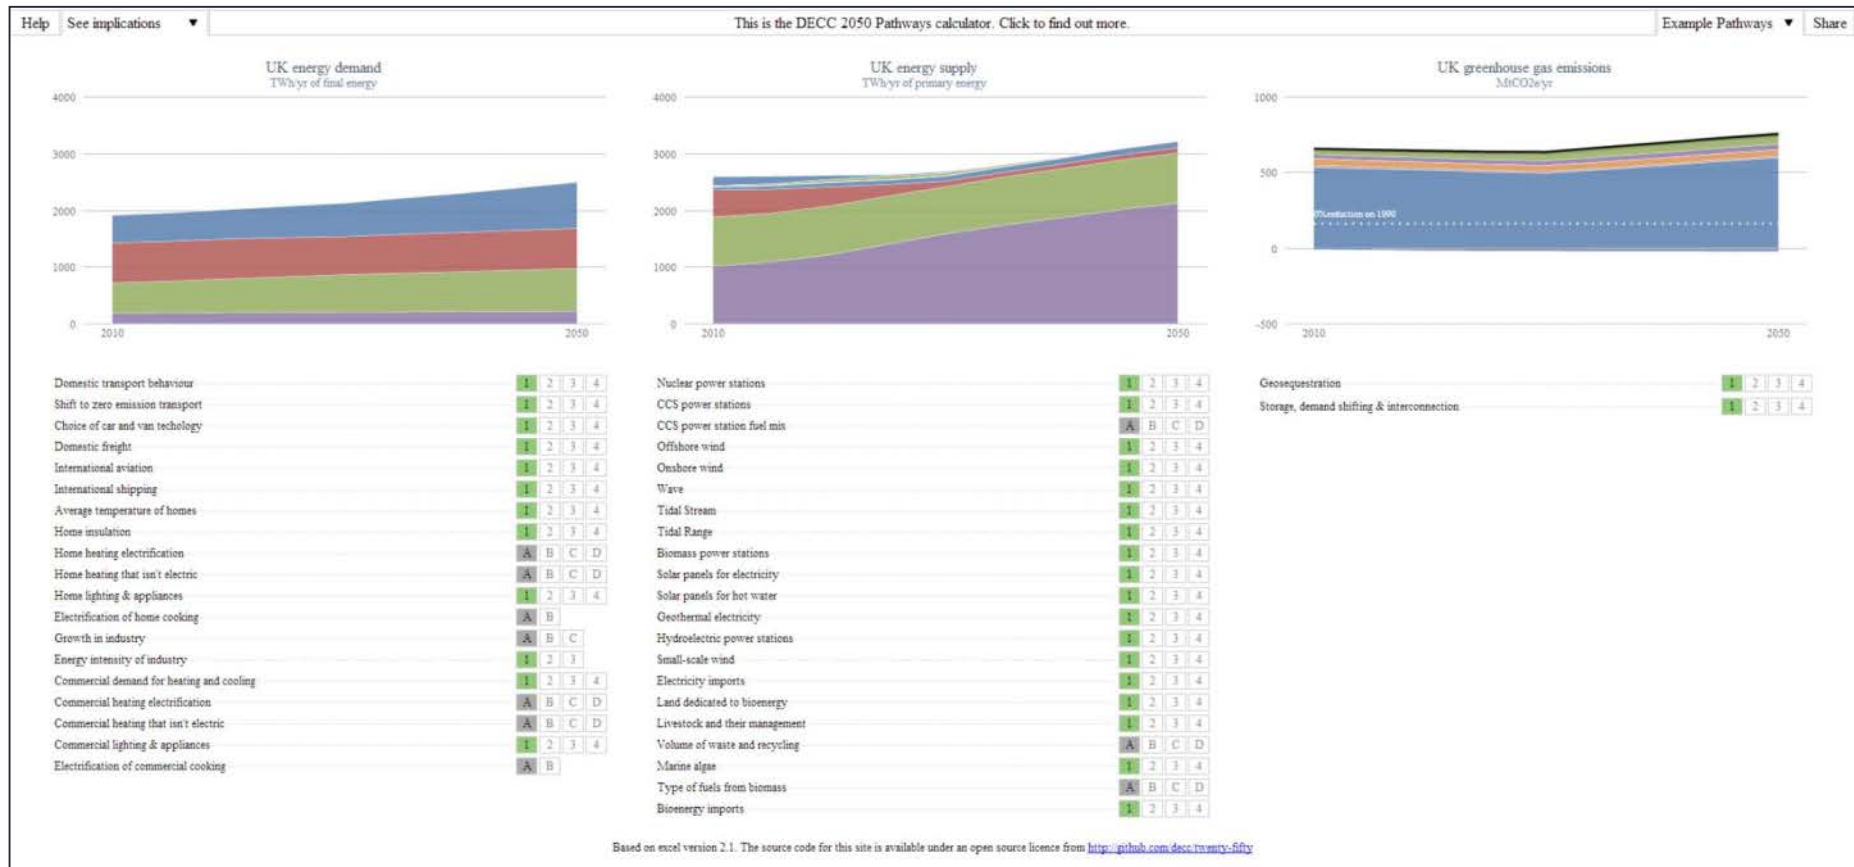 Help See implications ▼ This is the DECC 2050 Pathways calculator. Click to find out more. Example Pathways ▼ Share
UK energy demand
TWh/yr of final energy
4000
3000
2000
1000
0
2010 2050
UK energy supply
TWh/yr of primary energy
4000
3000
2000
1000
0
2010 2050
UK greenhouse gas emissions
MtCO2e/yr
1000
500
0%reduction on 1990
0
-500
2010 2050
Domestic transport behaviour 1 2 3 4
Shift to zero emission transport 1 2 3 4
Choice of car and van techology 1 2 3 4
Domestic freight 1 2 3 4
International aviation 1 2 3 4
International shipping 1 2 3 4
Average temperature of homes 1 2 3 4
Home insulation 1 2 3 4
Home heating electrification A B C D
Home heating that isn't electric A B C D
Home lighting & appliances 1 2 3 4
Electrification of home cooking A B
Growth in industry A B C
Energy intensity of industry 1 2 3
Commercial demand for heating and cooling 1 2 3 4
Commercial heating electrification A B C D
Commercial heating that isn't electric A B C D
Commercial lighting & appliances 1 2 3 4
Electrification of commercial cooking A B
Nuclear power stations 1 2 3 4
CCS power stations 1 2 3 4
CCS power station fuel mix A B C D
Offshore wind 1 2 3 4
Onshore wind 1 2 3 4
Wave 1 2 3 4
Tidal Stream 1 2 3 4
Tidal Range 1 2 3 4
Biomass power stations 1 2 3 4
Solar panels for electricity 1 2 3 4
Solar panels for hot water 1 2 3 4
Geothermal electricity 1 2 3 4
Hydroelectric power stations 1 2 3 4
Small-scale wind 1 2 3 4
Electricity imports 1 2 3 4
Land dedicated to bioenergy 1 2 3 4
Livestock and their management 1 2 3 4
Volume of waste and recycling A B C D
Marine algae 1 2 3 4
Type of fuels from biomass A B C D
Bioenergy imports 1 2 3 4
Geosequestration 1 2 3 4
Storage, demand shifting & interconnection 1 2 3 4
Based on excel version 2.1. The source code for this site is available under an open source licence from http://github.com/decc/twenty-fifty